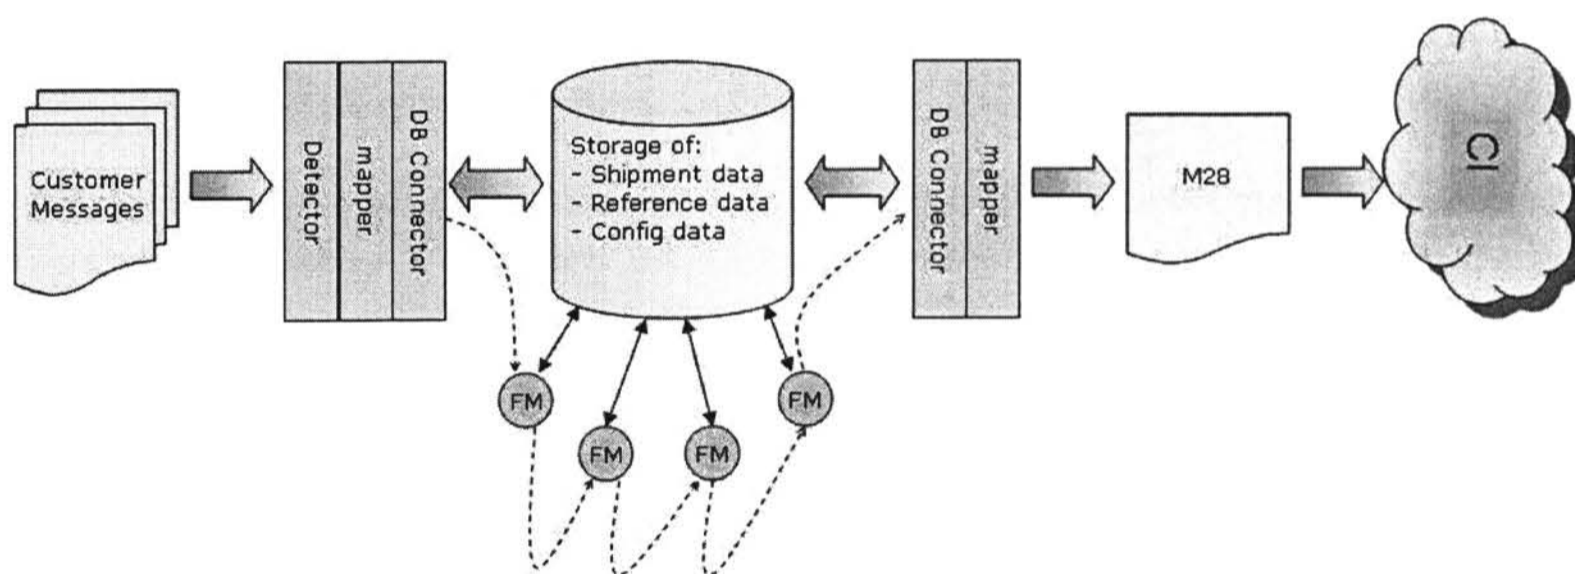 Customer
Messages
Detector
mapper
DB Connector
Storage of:
- Shipment data
- Reference data
- Config data
DB Connector
mapper
M28
CI
FM
FM
FM
FM